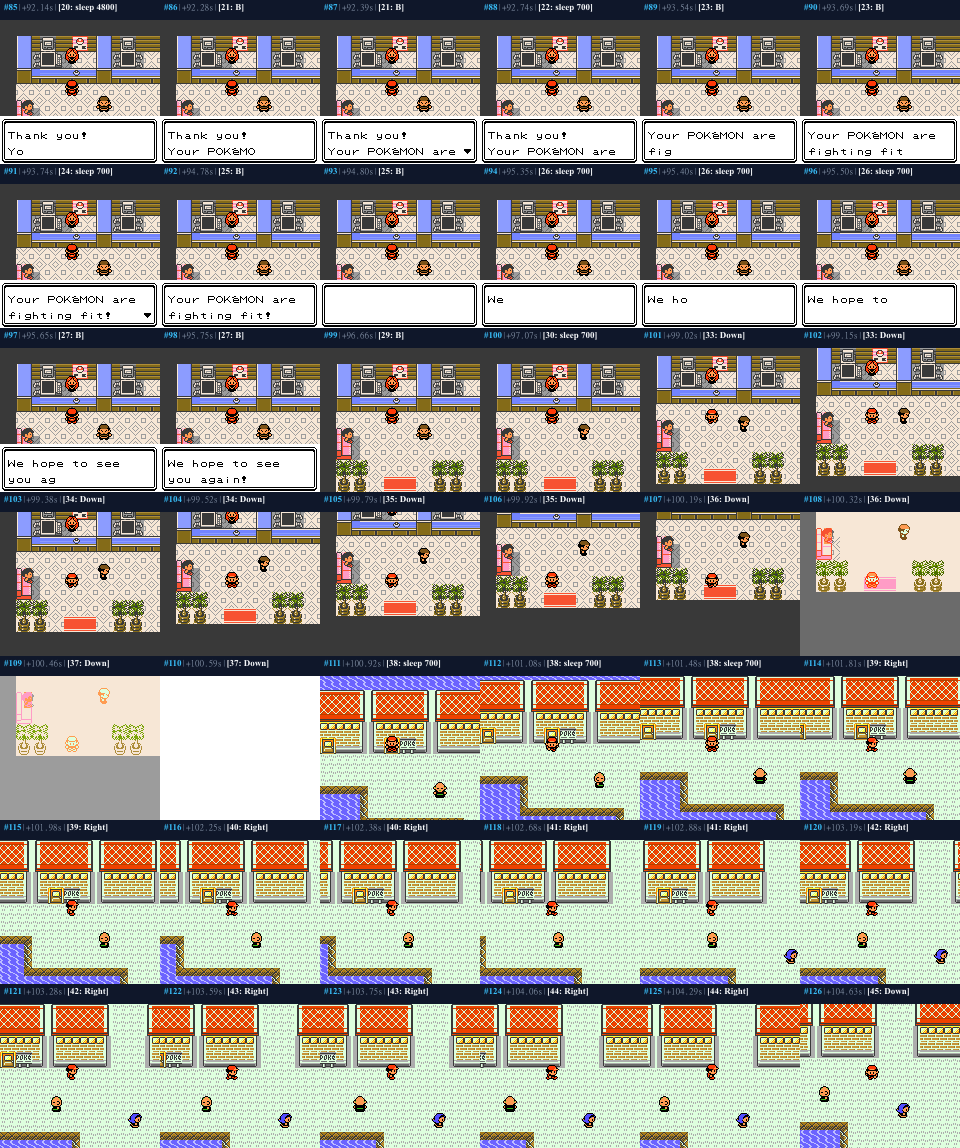 #85|+92.14s| [20: sleep 4800]
#86|+92.28s| [21: B]
#87|+92.39s| [21: B]
#88|+92.74s| [22: sleep 700]
#89|+93.54s| [23: B]
#90|+93.69s| [23: B]
Thank you!
Yo
Thank you!
Your POKéMO
Thank you!
Your POKéMON are
Thank you!
Your POKéMON are
Your POKéMON are
fig
Your POKéMON are
fighting fit
#91|+93.74s| [24: sleep 700]
#92|+94.78s| [25: B]
#93|+94.80s| [25: B]
#94|+95.35s| [26: sleep 700]
#95|+95.40s| [26: sleep 700]
#96|+95.50s| [26: sleep 700]
Your POKéMON are
fighting fit!
Your POKéMON are
fighting fit!
We
We ho
We hope to
#97|+95.65s| [27: B]
#98|+95.75s| [27: B]
#99|+96.66s| [29: B]
#100|+97.07s| [30: sleep 700]
#101|+99.02s| [33: Down]
#102|+99.15s| [33: Down]
We hope to see
you ag
We hope to see
you again!
#103|+99.38s| [34: Down]
#104|+99.52s| [34: Down]
#105|+99.79s| [35: Down]
#106|+99.92s| [35: Down]
#107|+100.19s| [36: Down]
#108|+100.32s| [36: Down]
#109|+100.46s| [37: Down]
#110|+100.59s| [37: Down]
#111|+100.92s| [38: sleep 700]
#112|+101.08s| [38: sleep 700]
#113|+101.48s| [38: sleep 700]
#114|+101.81s| [39: Right]
POKé
POKé
POKé
POKé
#115|+101.98s| [39: Right]
#116|+102.25s| [40: Right]
#117|+102.38s| [40: Right]
#118|+102.68s| [41: Right]
#119|+102.88s| [41: Right]
#120|+103.19s| [42: Right]
POKé
POKé
POKé
POKé
POKé
POKé
#121|+103.28s| [42: Right]
#122|+103.59s| [43: Right]
#123|+103.75s| [43: Right]
#124|+104.06s| [44: Right]
#125|+104.29s| [44: Right]
#126|+104.63s| [45: Down]
POKé
POKé
POKé